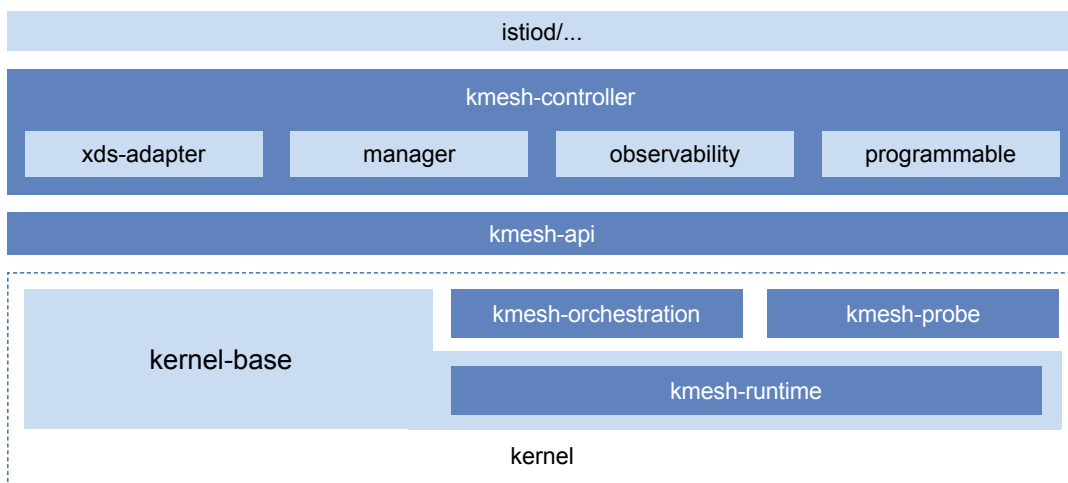 istiod/...
kmesh-controller
xds-adapter
manager
observability
programmable
kmesh-api
kernel-base
kmesh-orchestration
kmesh-probe
kmesh-runtime
kernel